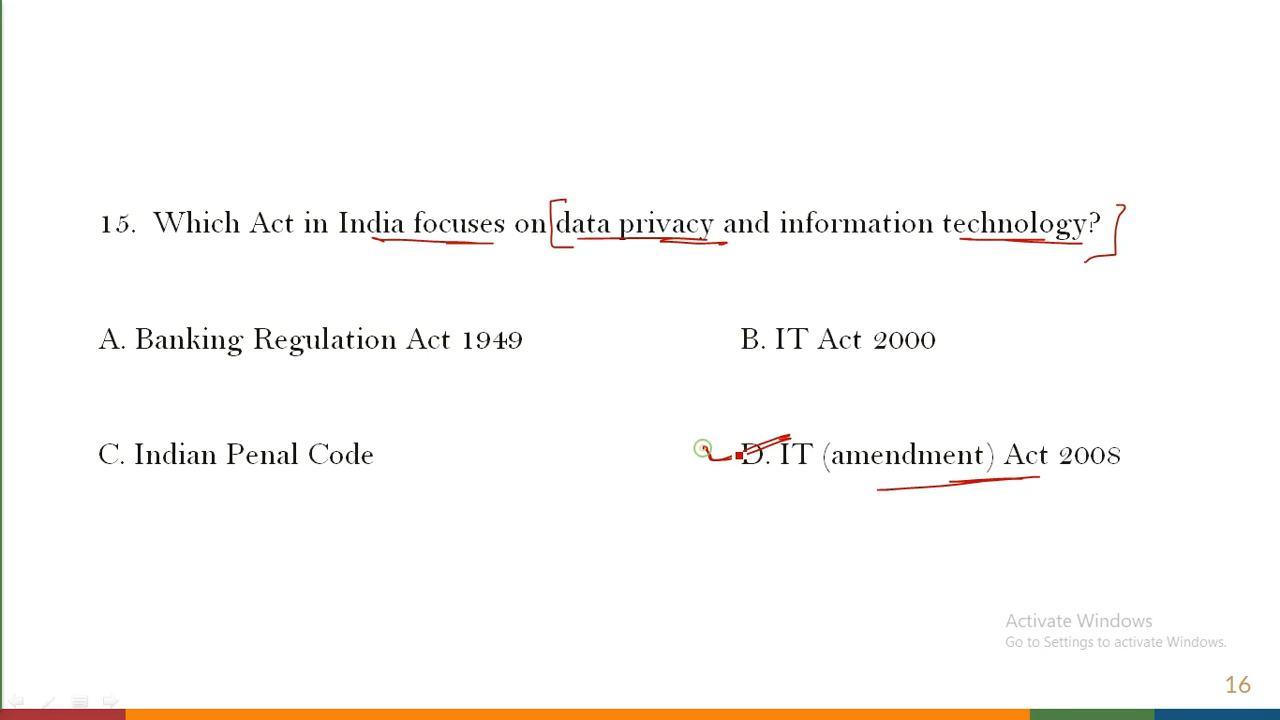 15. Which Act in India focuses on data privacy and information technology?
A. Banking Regulation Act 1949
B. IT Act 2000
C. Indian Penal Code
D. IT (amendment) Act 2008
Activate Windows
Go to Settings to activate Windows.
16